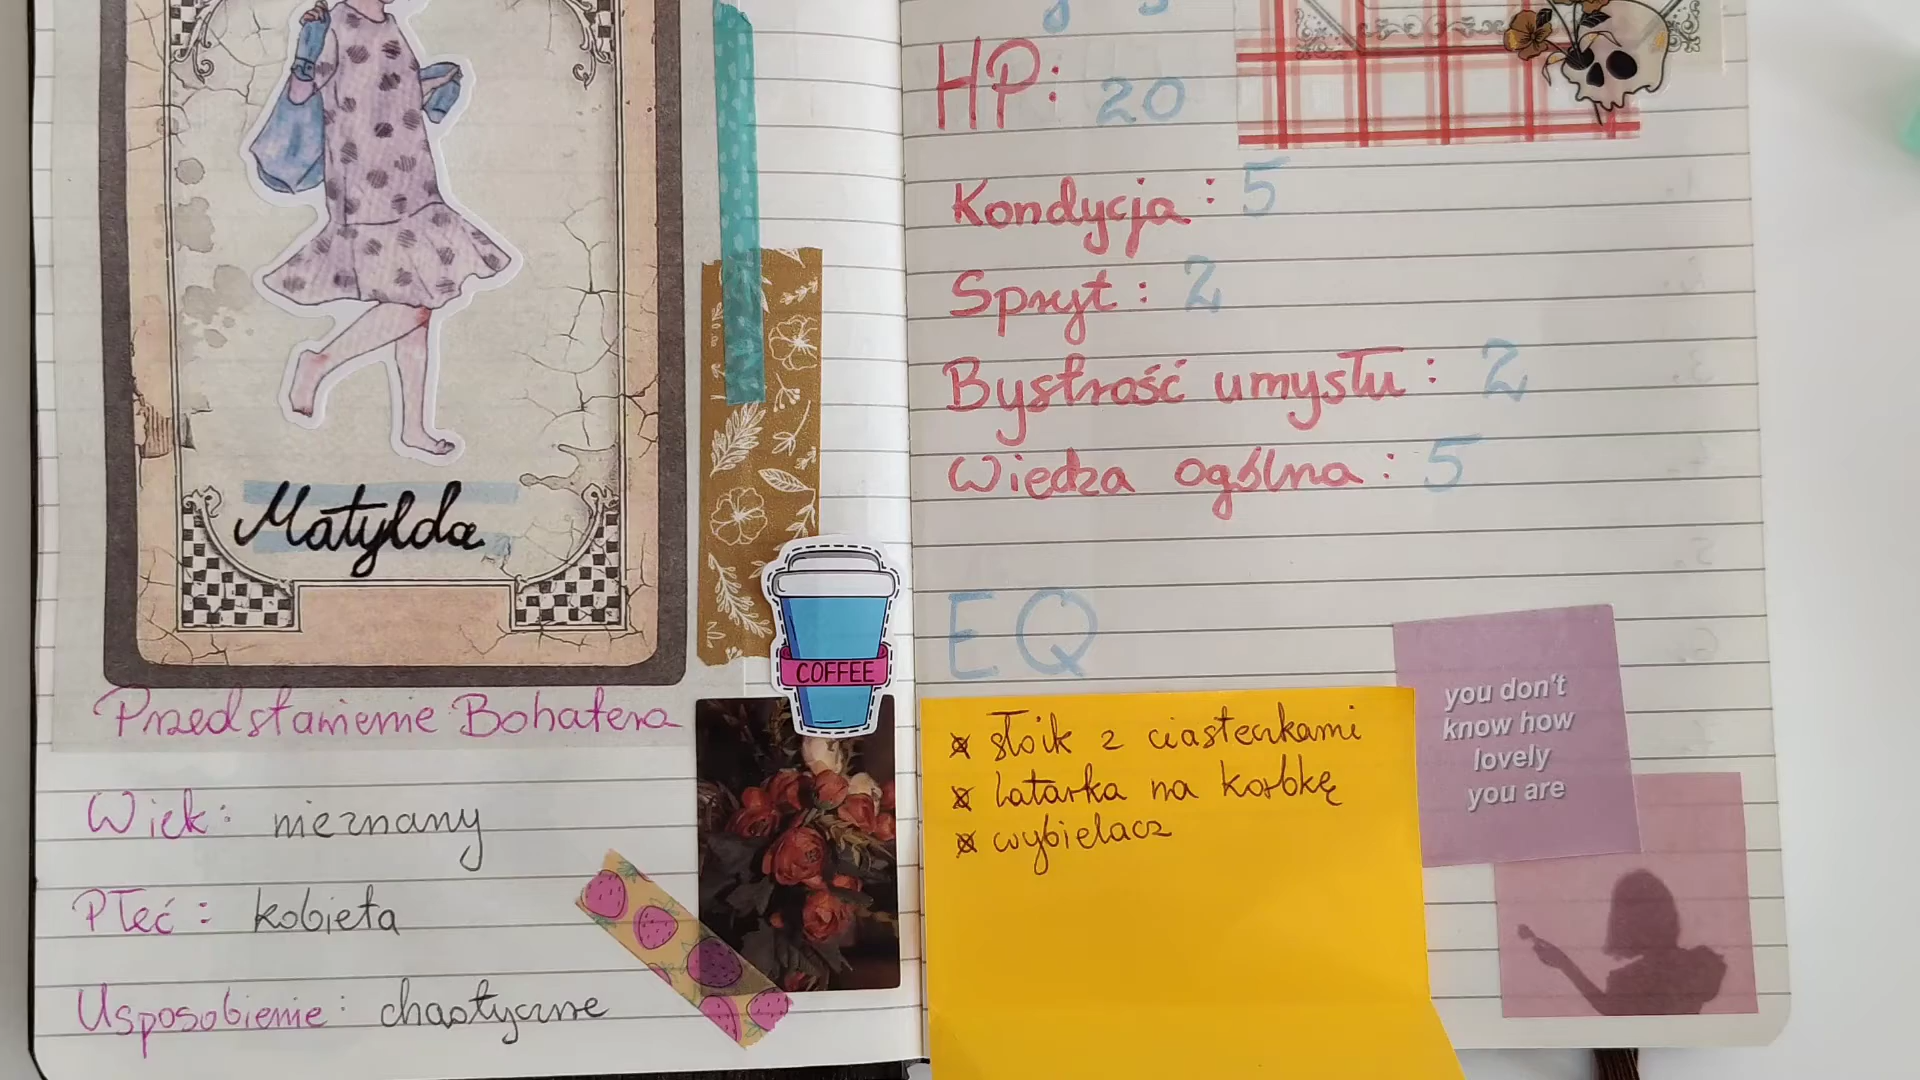 Matylda
Przedstawienie Bohatera
Wiek: nieznany
Płeć: kobieta
Usposobienie: chaotyczne
COFFEE
HP: 20
Kondycja: 5
Spryt: 2
Bystrość umysłu: 2
Wiedza ogólna: 5
EQ
słoik z ciasteczkami
latarka na korbkę
wybielacz
you don't
know how
lovely
you are